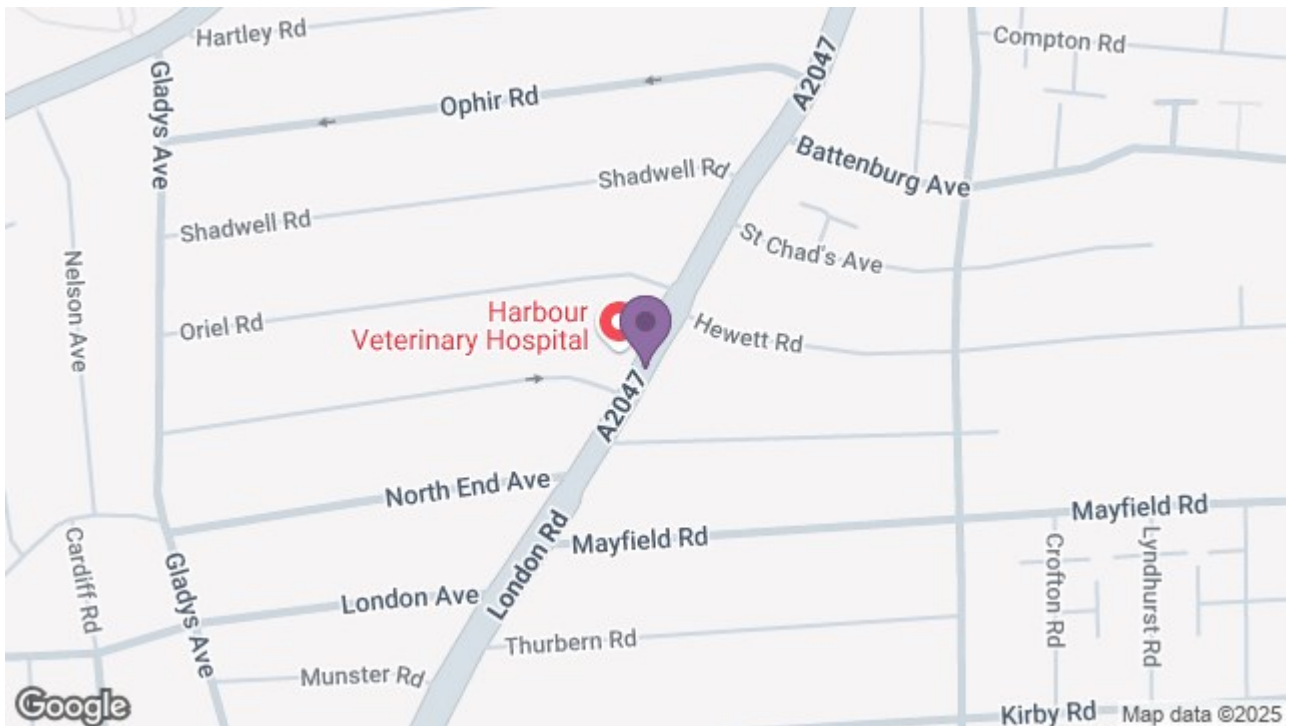 Hartley Rd
Compton Rd
A2047
Gladys Ave
Ophir Rd
Battenburg Ave
Shadwell Rd
Shadwell Rd
St Chad's Ave
Nelson Ave
Harbour
Veterinary Hospital
Oriel Rd
Hewett Rd
A2047
North End Ave
Mayfield Rd
London Rd
Mayfield Rd
Cardiff Rd
Gladys Ave
Crofton Rd
Lyndhurst Rd
London Ave
Thurbern Rd
Munster Rd
Google
Kirby Rd
Map data ©2025